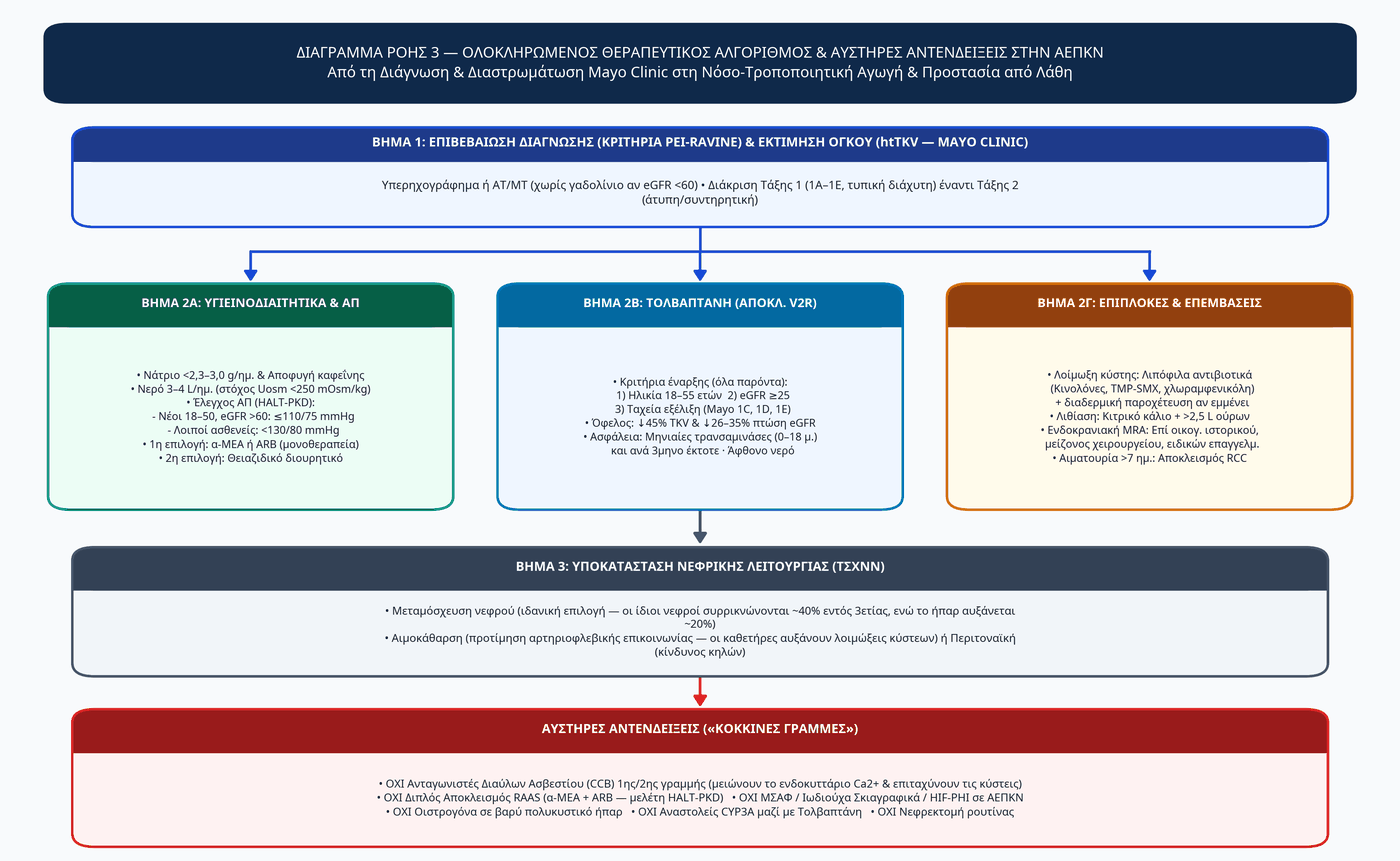 ΔΙΑΓΡΑΜΜΑ ΡΟΗΣ 3 — ΟΛΟΚΛΗΡΩΜΕΝΟΣ ΘΕΡΑΠΕΥΤΙΚΟΣ ΑΛΓΟΡΙΘΜΟΣ & ΑΥΣΤΗΡΕΣ ΑΝΤΕΝΔΕΙΞΕΙΣ ΣΤΗΝ ΑΕΠΚΝ
Από τη Διάγνωση & Διαστρωμάτωση Mayo Clinic στη Νόσο-Τροποποιητική Αγωγή & Προστασία από Λάθη
ΒΗΜΑ 1: ΕΠΙΒΕΒΑΙΩΣΗ ΔΙΑΓΝΩΣΗΣ (ΚΡΙΤΗΡΙΑ PEI-RAVINE) & ΕΚΤΙΜΗΣΗ ΟΓΚΟΥ (htTKV — MAYO CLINIC)
Υπερηχογράφημα ή ΑΤ/ΜΤ (χωρίς γαδολίνιο αν eGFR <60) • Διάκριση Τάξης 1 (1A–1E, τυπική διάχυτη) έναντι Τάξης 2
(άτυπη/συντηρητική)
ΒΗΜΑ 2Α: ΥΓΙΕΙΝΟΔΙΑΙΤΗΤΙΚΑ & ΑΠ
• Νάτριο <2,3–3,0 g/ημ. & Αποφυγή καφεΐνης
• Νερό 3–4 L/ημ. (στόχος Uosm <250 mOsm/kg)
• Έλεγχος ΑΠ (HALT-PKD):
- Νέοι 18–50, eGFR >60: ≤110/75 mmHg
- Λοιποί ασθενείς: <130/80 mmHg
• 1η επιλογή: α-ΜΕΑ ή ARB (μονοθεραπεία)
• 2η επιλογή: Θειαζιδικό διουρητικό
ΒΗΜΑ 2Β: ΤΟΛΒΑΠΤΑΝΗ (ΑΠΟΚΛ. V2R)
• Κριτήρια έναρξης (όλα παρόντα):
1) Ηλικία 18–55 ετών 2) eGFR ≥25
3) Ταχεία εξέλιξη (Mayo 1C, 1D, 1E)
• Όφελος: ↓45% TKV & ↓26–35% πτώση eGFR
• Ασφάλεια: Μηνιαίες τρανσαμινάσες (0–18 μ.)
και ανά 3μηνο έκτοτε · Άφθονο νερό
ΒΗΜΑ 2Γ: ΕΠΙΠΛΟΚΕΣ & ΕΠΕΜΒΑΣΕΙΣ
• Λοίμωξη κύστης: Λιπόφιλα αντιβιοτικά
(Κινολόνες, TMP-SMX, χλωραμφενικόλη)
+ διαδερμική παροχέτευση αν εμμένει
• Λιθίαση: Κιτρικό κάλιο + >2,5 L ούρων
• Ενδοκρανιακή MRA: Επί οικογ. ιστορικού,
μείζονος χειρουργείου, ειδικών επαγγελμ.
• Αιματουρία >7 ημ.: Αποκλεισμός RCC
ΒΗΜΑ 3: ΥΠΟΚΑΤΑΣΤΑΣΗ ΝΕΦΡΙΚΗΣ ΛΕΙΤΟΥΡΓΙΑΣ (ΤΣΧΝΝ)
• Μεταμόσχευση νεφρού (ιδανική επιλογή — οι ίδιοι νεφροί συρρικνώνονται ~40% εντός 3ετίας, ενώ το ήπαρ αυξάνεται
~20%)
• Αιμοκάθαρση (προτίμηση αρτηριοφλεβικής επικοινωνίας — οι καθετήρες αυξάνουν λοιμώξεις κύστεων) ή Περιτοναϊκή
(κίνδυνος κηλών)
ΑΥΣΤΗΡΕΣ ΑΝΤΕΝΔΕΙΞΕΙΣ («ΚΟΚΚΙΝΕΣ ΓΡΑΜΜΕΣ»)
• ΟΧΙ Ανταγωνιστές Διαύλων Ασβεστίου (CCB) 1ης/2ης γραμμής (μειώνουν το ενδοκυττάριο Ca2+ & επιταχύνουν τις κύστεις)
• ΟΧΙ Διπλός Αποκλεισμός RAAS (α-ΜΕΑ + ARB — μελέτη HALT-PKD) • ΟΧΙ ΜΣΑΦ / Ιωδιούχα Σκιαγραφικά / HIF-PHI σε ΑΕΠΚΝ
• ΟΧΙ Οιστρογόνα σε βαρύ πολυκυστικό ήπαρ • ΟΧΙ Αναστολείς CYP3A μαζί με Τολβαπτάνη • ΟΧΙ Νεφρεκτομή ρουτίνας